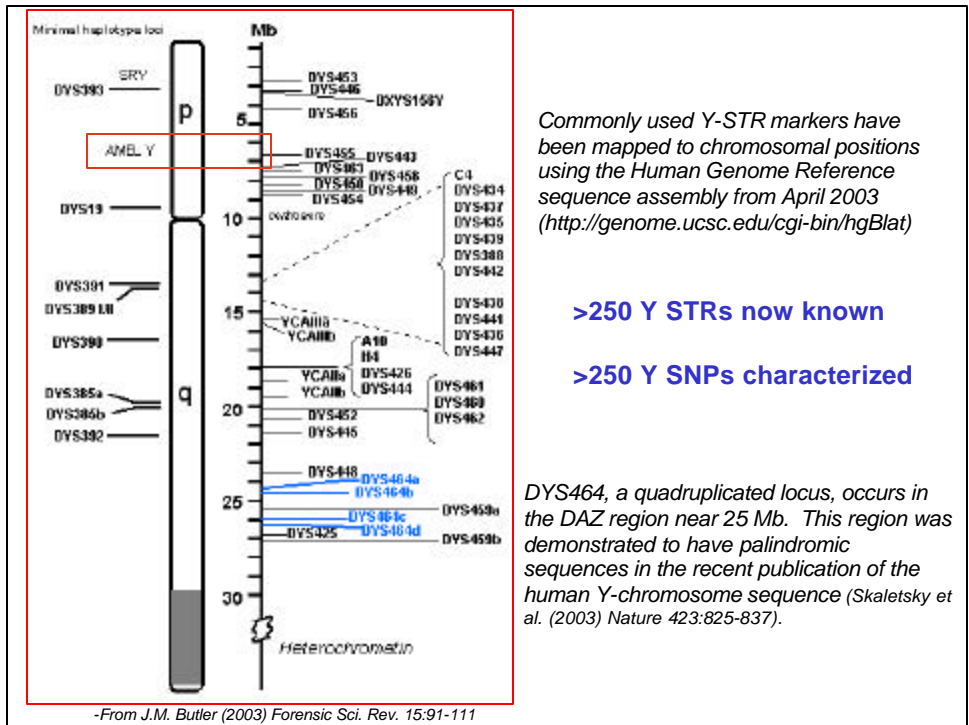 Minimal haplotype loci
Mb
SRY
DYS393
p
AMEL Y
DYS19
DYS391
DYS389 I/II
DYS390
DYS385a
DYS385b
DYS392
q
5
10
15
20
25
30
DYS453
DYS446
DXYS156Y
DYS456
DYS455
DYS443
DYS463
DYS458
DYS450
DYS449
DYS454
centromere
C4
DYS434
DYS437
DYS435
DYS439
DYS388
DYS442
DYS438
DYS441
DYS436
DYS447
YCAIIIa
YCAIIIb
A10
H4
DYS426
DYS444
YCAIIa
YCAIIb
DYS461
DYS460
DYS462
DYS452
DYS445
DYS448
DYS464a
DYS464b
DYS459a
DYS464c
DYS464d
DYS425
DYS459b
Heterochromatin
-From J.M. Butler (2003) Forensic Sci. Rev. 15:91-111
Commonly used Y-STR markers have
been mapped to chromosomal positions
using the Human Genome Reference
sequence assembly from April 2003
(http://genome.ucsc.edu/cgi-bin/hgBlat)
>250 Y STRs now known
>250 Y SNPs characterized
DYS464, a quadruplicated locus, occurs in
the DAZ region near 25 Mb. This region was
demonstrated to have palindromic
sequences in the recent publication of the
human Y-chromosome sequence (Skaletsky et
al. (2003) Nature 423:825-837).